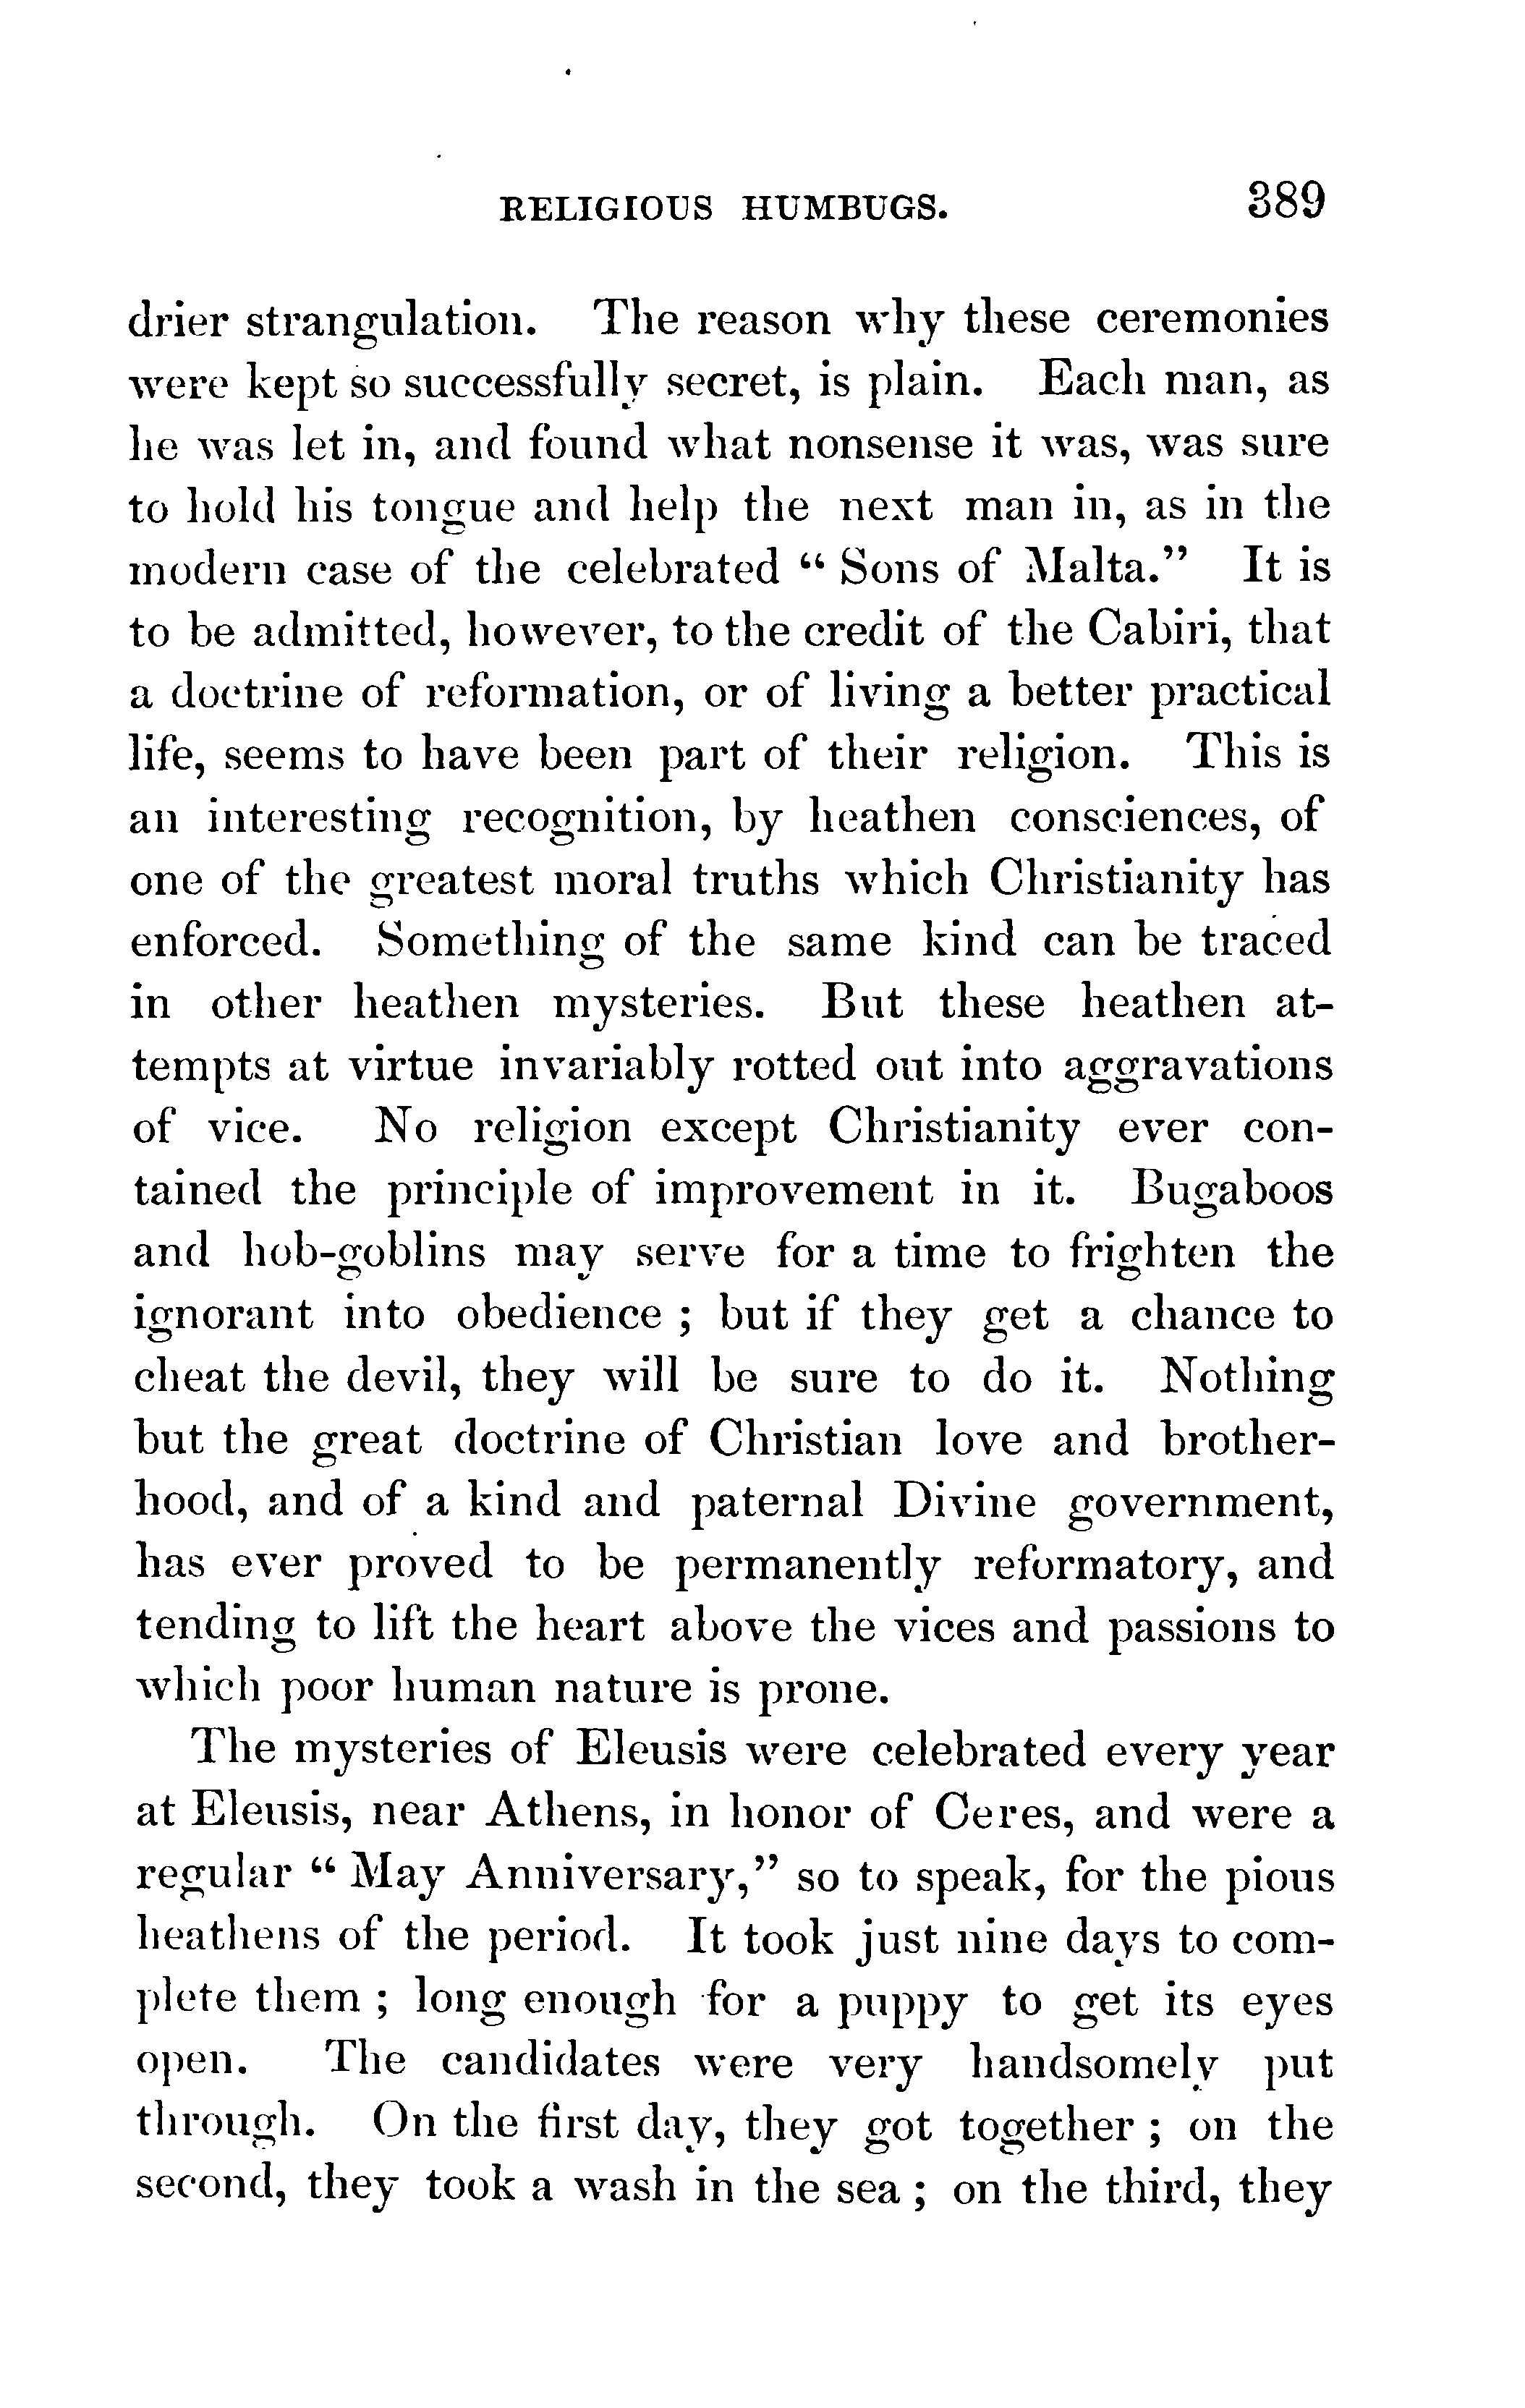 RELIGIOUS HUMBUGS. 389
drier strangulation. The reason why these ceremonies
were kept so successfully secret, is plain. Each man, as
he was let in, and found what nonsense it was, was sure
to hold his tongue and help the next man in, as in the
modern case of the celebrated “ Sons of Malta.” It is
to be admitted, however, to the credit of the Cabiri, that
a doctrine of reformation, or of living a better practical
life, seems to have been part of their religion. This is
an interesting recognition, by heathen consciences, of
one of the greatest moral truths which Christianity has
enforced. Something of the same kind can be traced
in other heathen mysteries. But these heathen at-
tempts at virtue invariably rotted out into aggravations
of vice. No religion except Christianity ever con-
tained the principle of improvement in it. Bugaboos
and hob-goblins may serve for a time to frighten the
ignorant into obedience ; but if they get a chance to
cheat the devil, they will be sure to do it. Nothing
but the great doctrine of Christian love and brother-
hood, and of a kind and paternal Divine government,
has ever proved to be permanently reformatory, and
tending to lift the heart above the vices and passions to
which poor human nature is prone.
The mysteries of Eleusis were celebrated every year
at Eleusis, near Athens, in honor of Ceres, and were a
regular “ May Anniversary,” so to speak, for the pious
heathens of the period. It took just nine days to com-
plete them ; long enough for a puppy to get its eyes
open. The candidates were very handsomely put
through. On the first day, they got together ; on the
second, they took a wash in the sea ; on the third, they